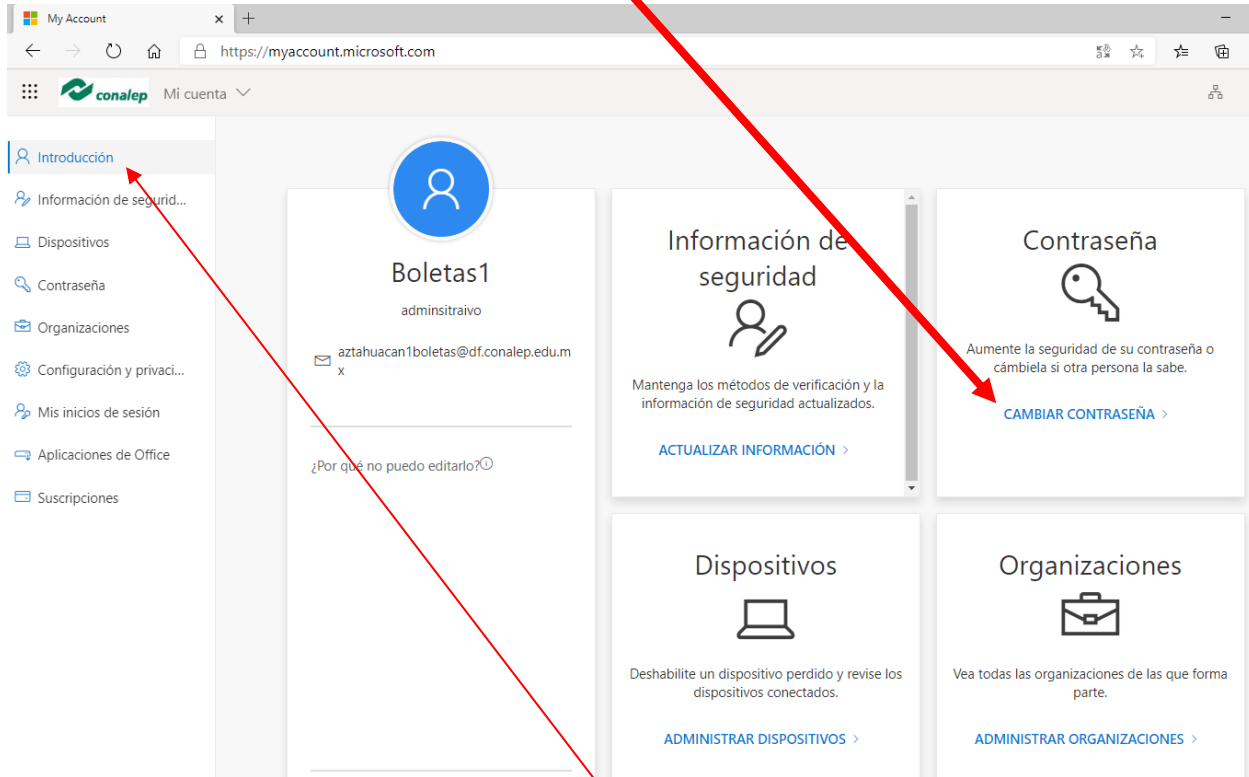 My Account
https://myaccount.microsoft.com
conalep Mi cuenta
Introducción
Información de segurid...
Dispositivos
Contraseña
Organizaciones
Configuración y privaci...
Mis inicios de sesión
Aplicaciones de Office
Suscripciones
Boletas1
adminsitraivo
aztahuacan1boletas@df.conalep.edu.m
x
¿Por qué no puedo editarlo?
Información de
seguridad
Mantenga los métodos de verificación y la
información de seguridad actualizados.
ACTUALIZAR INFORMACIÓN >
Contraseña
Aumente la seguridad de su contraseña o
cámbiela si otra persona la sabe.
CAMBIAR CONTRASEÑA >
Dispositivos
Deshabilite un dispositivo perdido y revise los
dispositivos conectados.
ADMINISTRAR DISPOSITIVOS >
Organizaciones
Vea todas las organizaciones de las que forma
parte.
ADMINISTRAR ORGANIZACIONES >